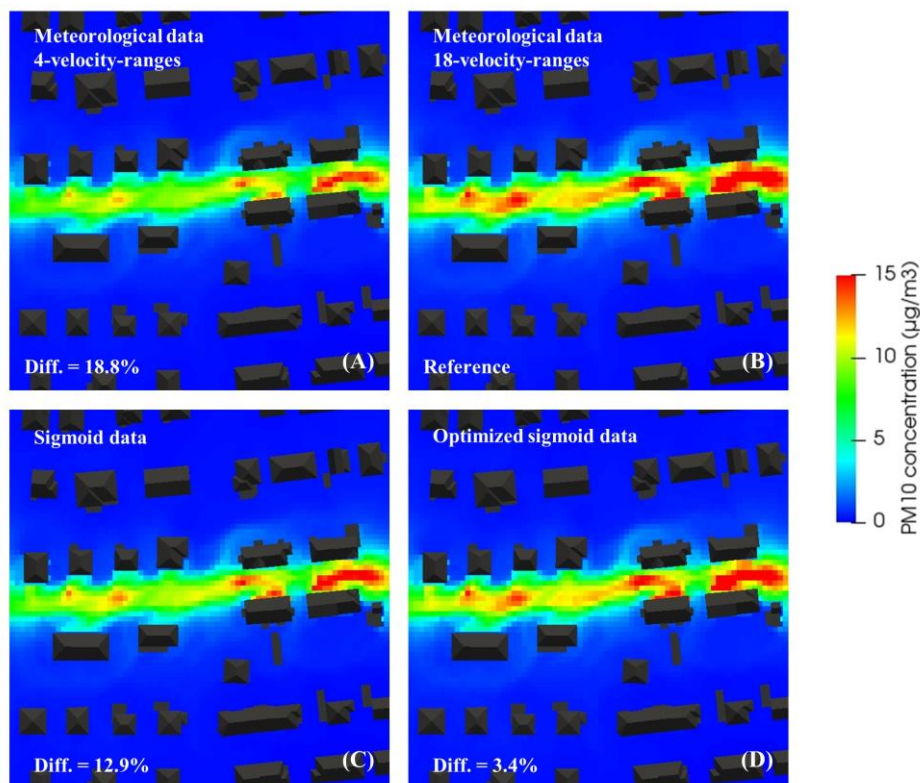 Meteorological data
4-velocity-ranges
Diff. = 18.8%
(A)
Meteorological data
18-velocity-ranges
Reference
(B)
Sigmoid data
Diff. = 12.9%
(C)
Optimized sigmoid data
Diff. = 3.4%
(D)
15
10
5
0
PM10 concentration (µg/m3)